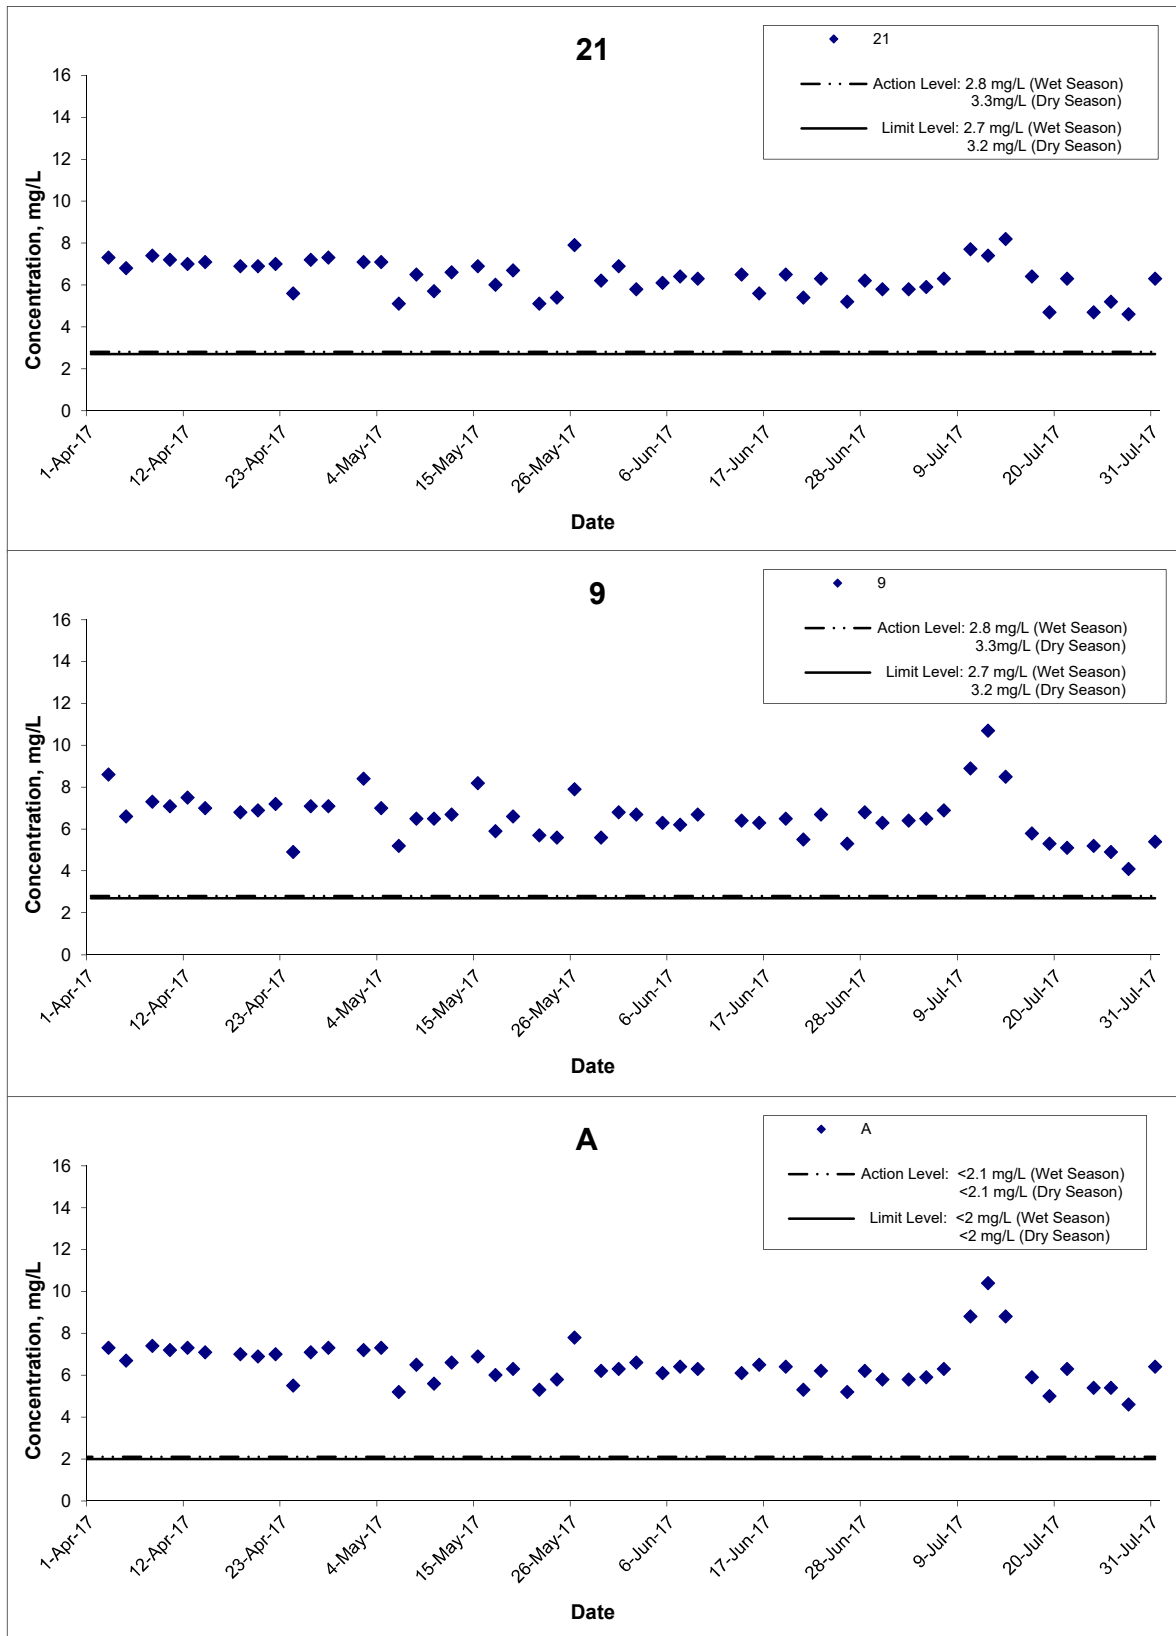 21
21
Action Level: 2.8 mg/L (Wet Season)
3.3mg/L (Dry Season)
Limit Level: 2.7 mg/L (Wet Season)
3.2 mg/L (Dry Season)
Concentration, mg/L
16
14
12
10
8
6
4
2
0
1-Apr-17
12-Apr-17
23-Apr-17
4-May-17
15-May-17
26-May-17
6-Jun-17
17-Jun-17
28-Jun-17
9-Jul-17
20-Jul-17
31-Jul-17
Date
9
9
Action Level: 2.8 mg/L (Wet Season)
3.3mg/L (Dry Season)
Limit Level: 2.7 mg/L (Wet Season)
3.2 mg/L (Dry Season)
Concentration, mg/L
16
14
12
10
8
6
4
2
0
1-Apr-17
12-Apr-17
23-Apr-17
4-May-17
15-May-17
26-May-17
6-Jun-17
17-Jun-17
28-Jun-17
9-Jul-17
20-Jul-17
31-Jul-17
Date
A
A
Action Level: <2.1 mg/L (Wet Season)
<2.1 mg/L (Dry Season)
Limit Level: <2 mg/L (Wet Season)
<2 mg/L (Dry Season)
Concentration, mg/L
16
14
12
10
8
6
4
2
0
1-Apr-17
12-Apr-17
23-Apr-17
4-May-17
15-May-17
26-May-17
6-Jun-17
17-Jun-17
28-Jun-17
9-Jul-17
20-Jul-17
31-Jul-17
Date